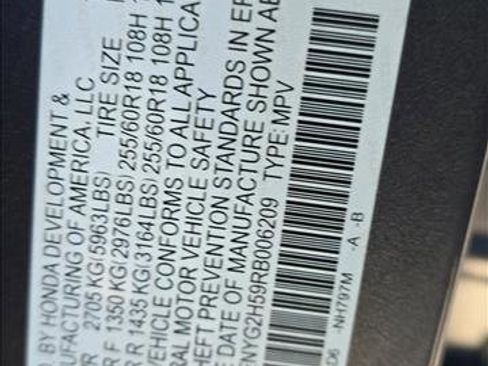 . BY HONDA DEVELOPMENT &
UFACTURING OF AMERICA, LLC
2705 KG(5963LBS) TIRE SIZE
R F 1350 KG(2976LBS) 255/60R18 108H
R R 1435 KG(3164LBS) 255/60R18 108H
VEHICLE CONFORMS TO ALL APPLICA
RAL MOTOR VEHICLE SAFETY
HEFT PREVENTION STANDARDS IN EF
E DATE OF MANUFACTURE SHOWN AB
NYG2H59RB006209 TYPE: MPV
-NH797M -A -B